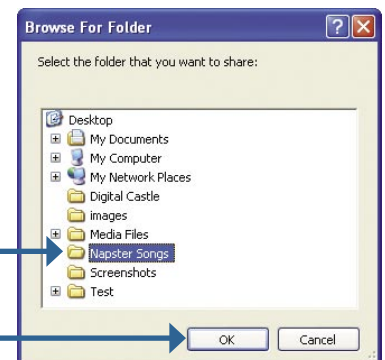 Browse For Folder
Select the folder that you want to share:
Desktop
My Documents
My Computer
My Network Places
Digital Castle
images
Media Files
Napster Songs
Screenshots
Test
OK Cancel